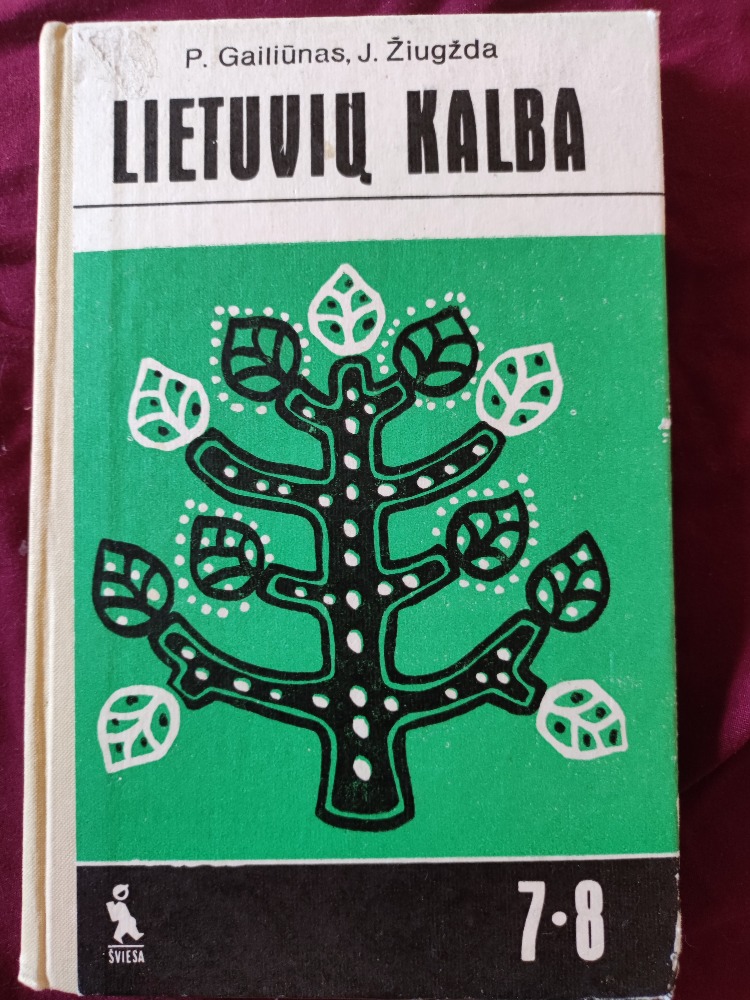 P. Gailiūnas, J. Žiugžda
LIETUVIŲ KALBA
7·8
ŠVIESA